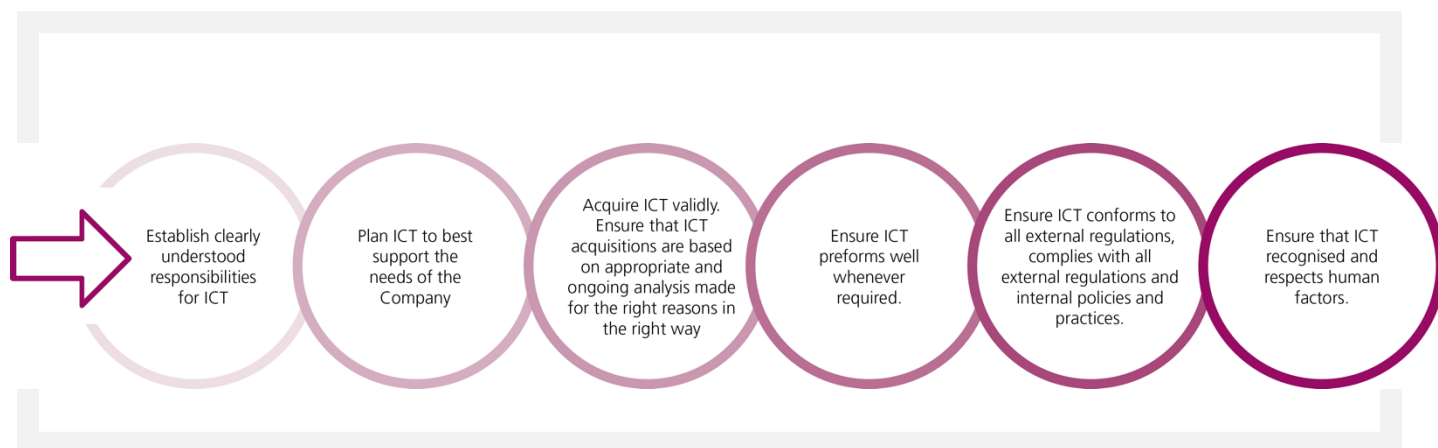 Establish clearly
understood
responsibilities
for ICT
Plan ICT to best
support the
needs of the
Company
Acquire ICT validly.
Ensure that ICT
acquisitions are based
on appropriate and
ongoing analysis made
for the right reasons in
the right way
Ensure ICT
preforms well
whenever
required.
Ensure ICT conforms to
all external regulations,
complies with all
external regulations and
internal policies and
practices.
Ensure that ICT
recognised and
respects human
factors.